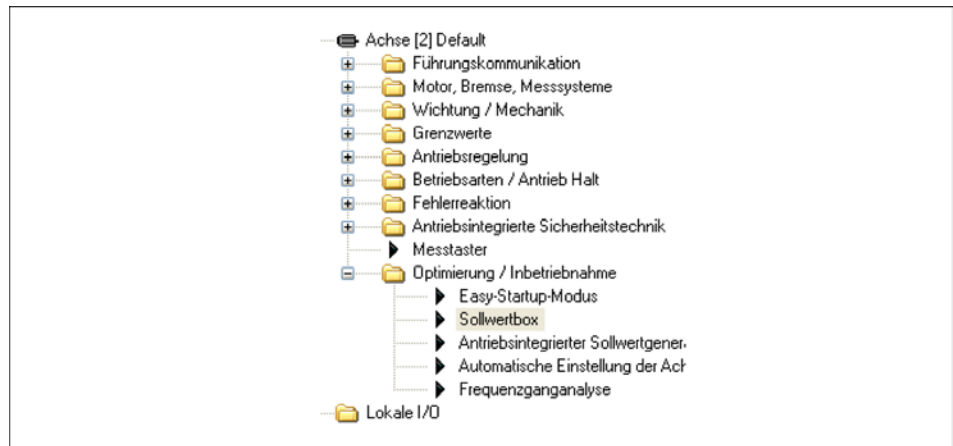 Achse [2] Default
Führungskommunikation
Motor, Bremse, Messsysteme
Wichtung / Mechanik
Grenzwerte
Antriebsregelung
Betriebsarten / Antrieb Halt
Fehlerreaktion
Antriebsintegrierte Sicherheitstechnik
Messtaster
Optimierung / Inbetriebnahme
Easy-Startup-Modus
Sollwertbox
Antriebsintegrierter Sollwertgener
Automatische Einstellung der Ach
Frequenzganganalyse
Lokale I/O